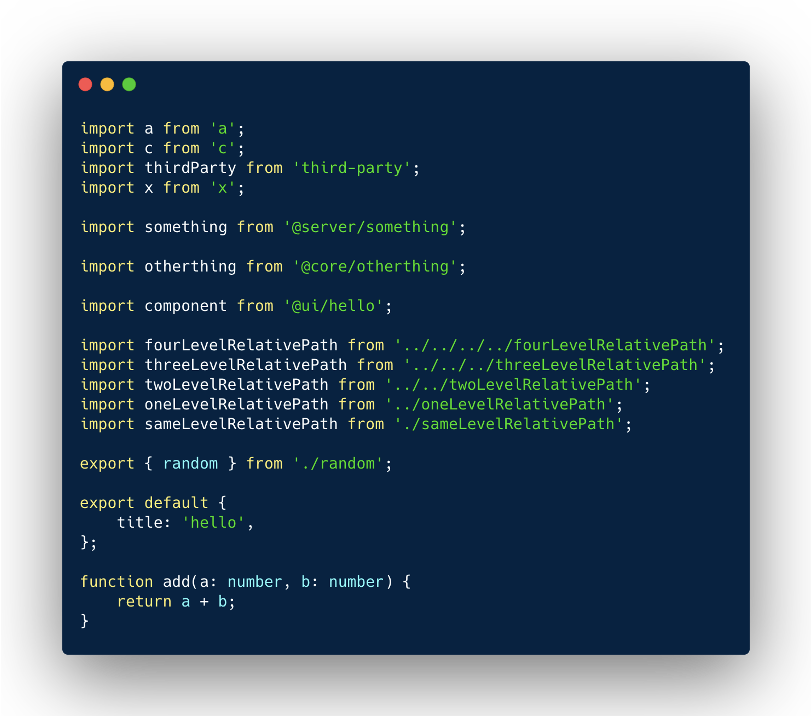 import a from 'a';
import c from 'c';
import thirdParty from 'third-party';
import x from 'x';
import something from '@server/something';
import otherthing from '@core/otherthing';
import component from '@ui/hello';
import fourLevelRelativePath from '../../../../fourLevelRelativePath';
import threeLevelRelativePath from '../../../threeLevelRelativePath';
import twoLevelRelativePath from '../../twoLevelRelativePath';
import oneLevelRelativePath from '../oneLevelRelativePath';
import sameLevelRelativePath from './sameLevelRelativePath';
export { random } from './random';
export default {
    title: 'hello',
};
function add(a: number, b: number) {
    return a + b;
}